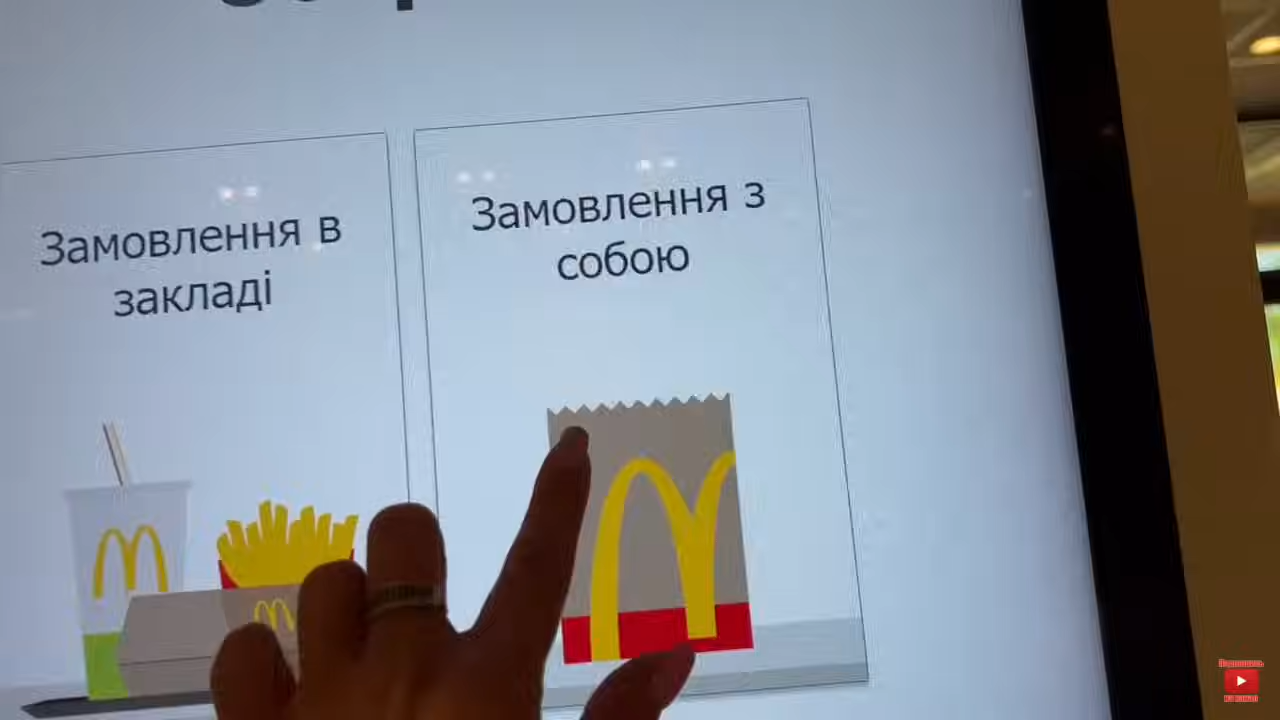 Замовлення в
закладі
Замовлення з
собою